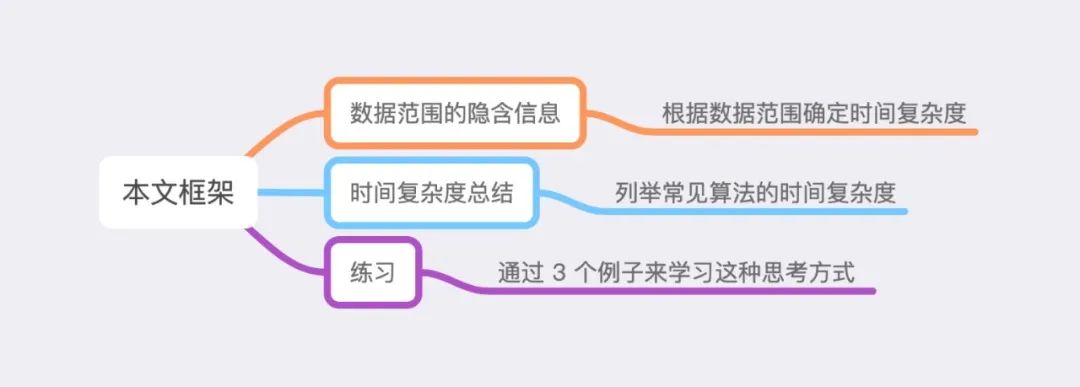 本文框架
数据范围的隐含信息
根据数据范围确定时间复杂度
时间复杂度总结
列举常见算法的时间复杂度
练习
通过 3 个例子来学习这种思考方式